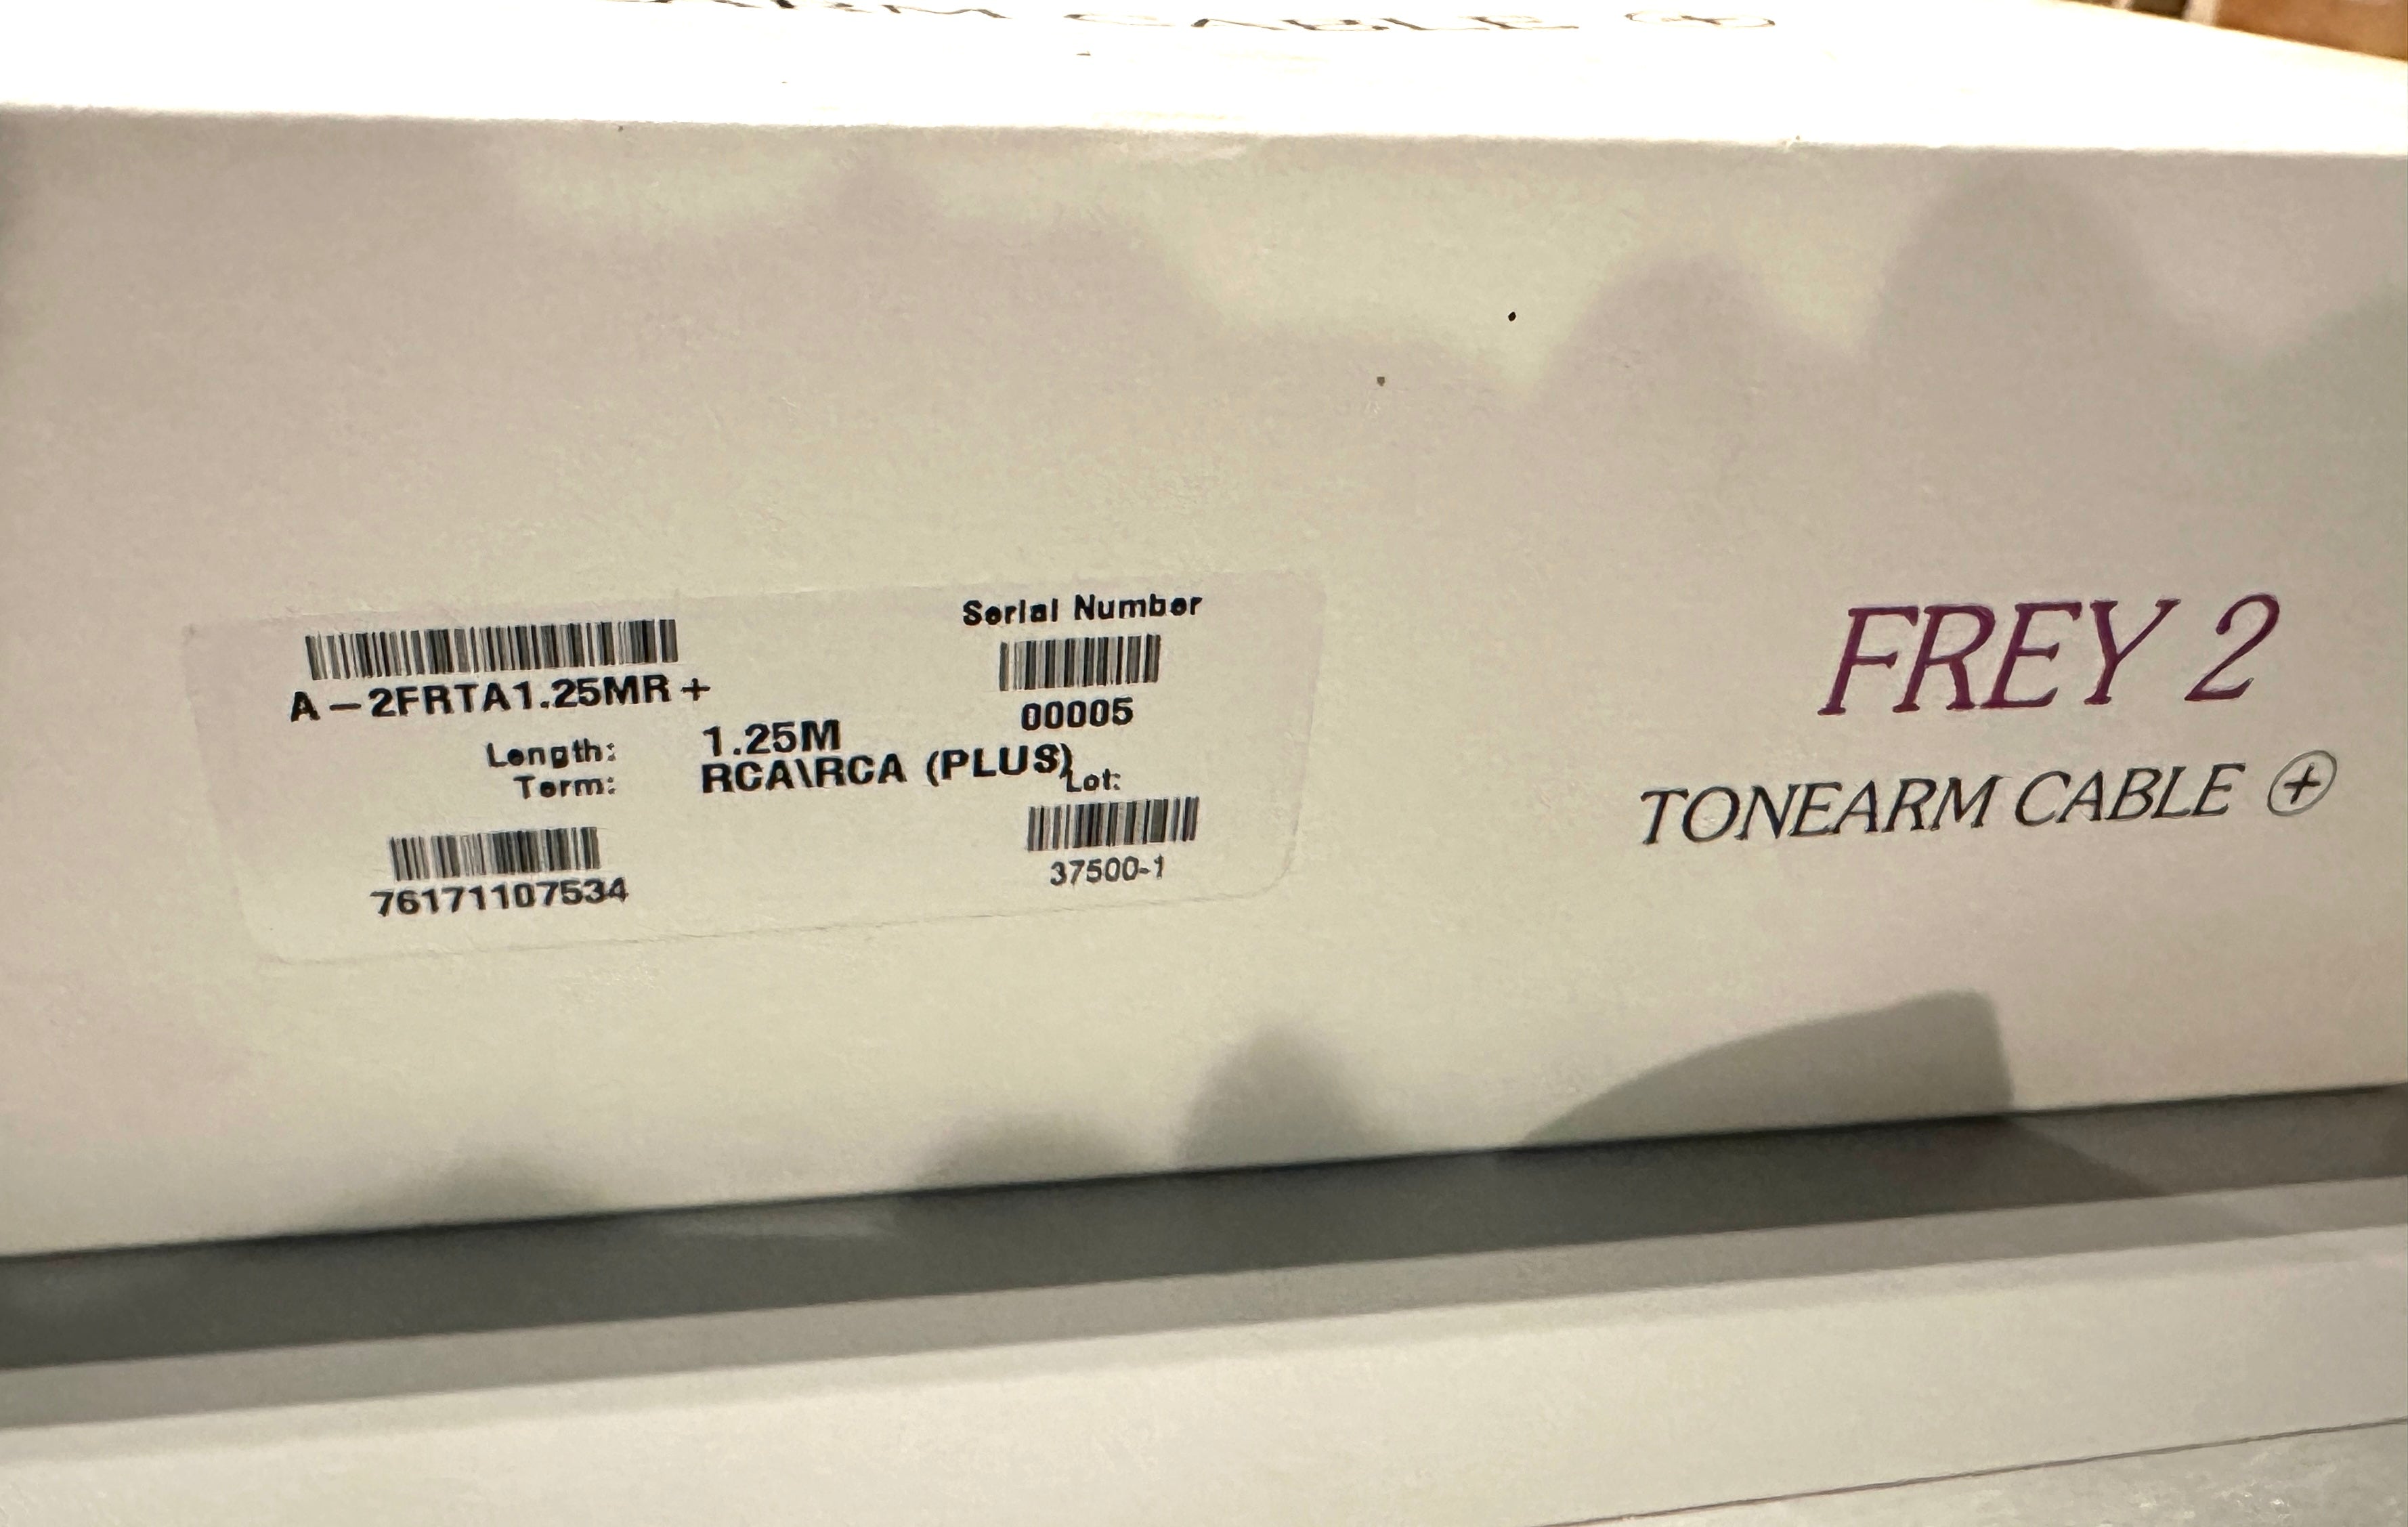 A-2FRTA1.25MR+
Length: 1.25M
Term: RCA\RCA (PLUS)
76171107534
Serial Number
00005
Lot:
37500-1
FREY 2
TONEARM CABLE ⊕
CABLE